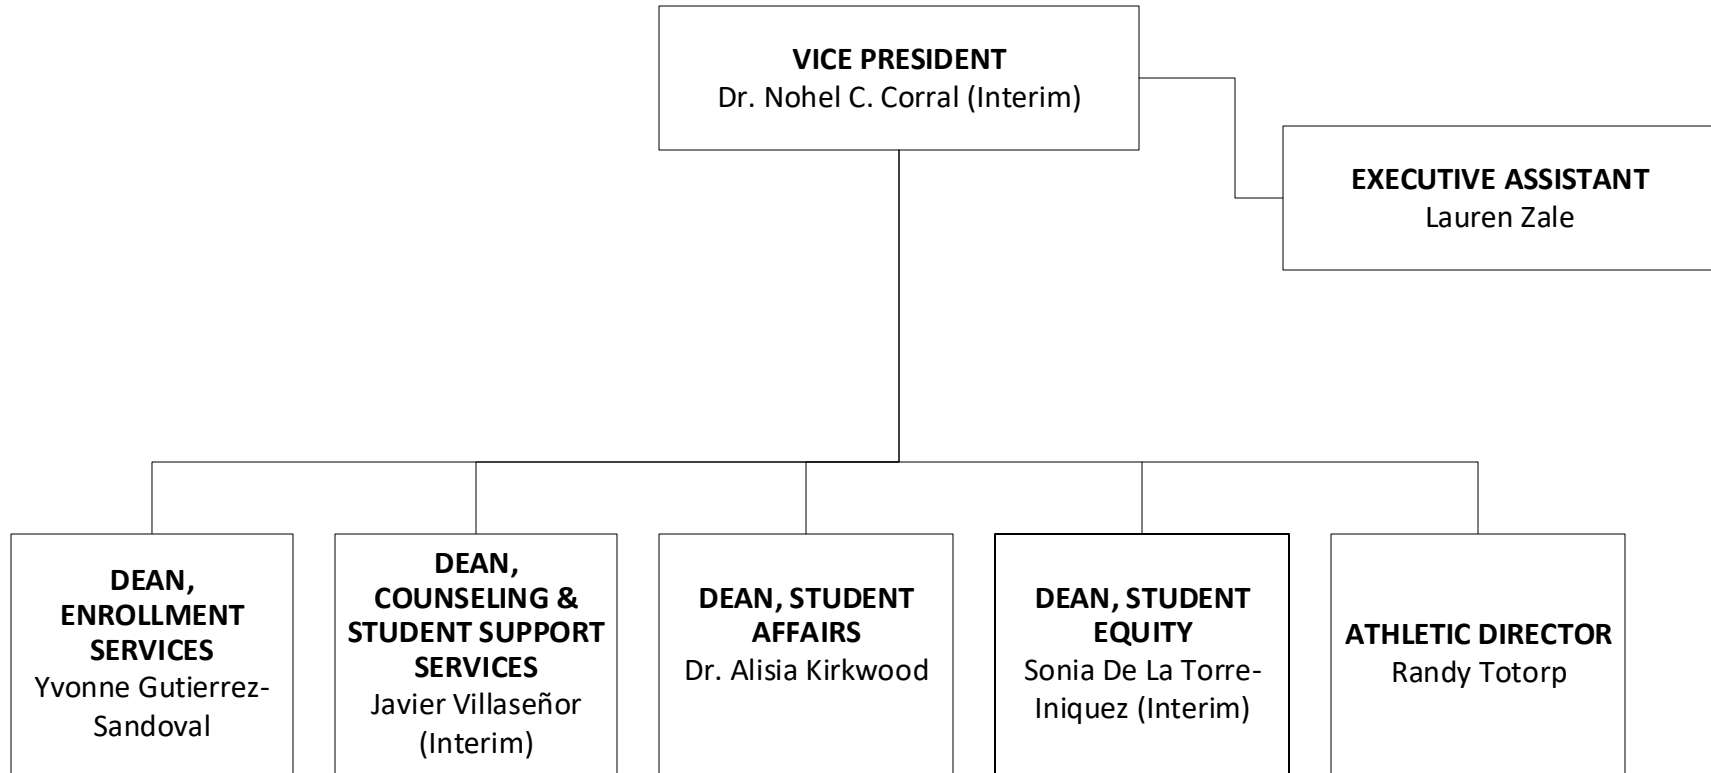 VICE PRESIDENT
Dr. Nohel C. Corral (Interim)
EXECUTIVE ASSISTANT
Lauren Zale
DEAN,
ENROLLMENT
SERVICES
Yvonne Gutierrez-
Sandoval
DEAN,
COUNSELING &
STUDENT SUPPORT
SERVICES
Javier Villaseñor
(Interim)
DEAN, STUDENT
AFFAIRS
Dr. Alisia Kirkwood
DEAN, STUDENT
EQUITY
Sonia De La Torre-
Iniquez (Interim)
ATHLETIC DIRECTOR
Randy Totorp